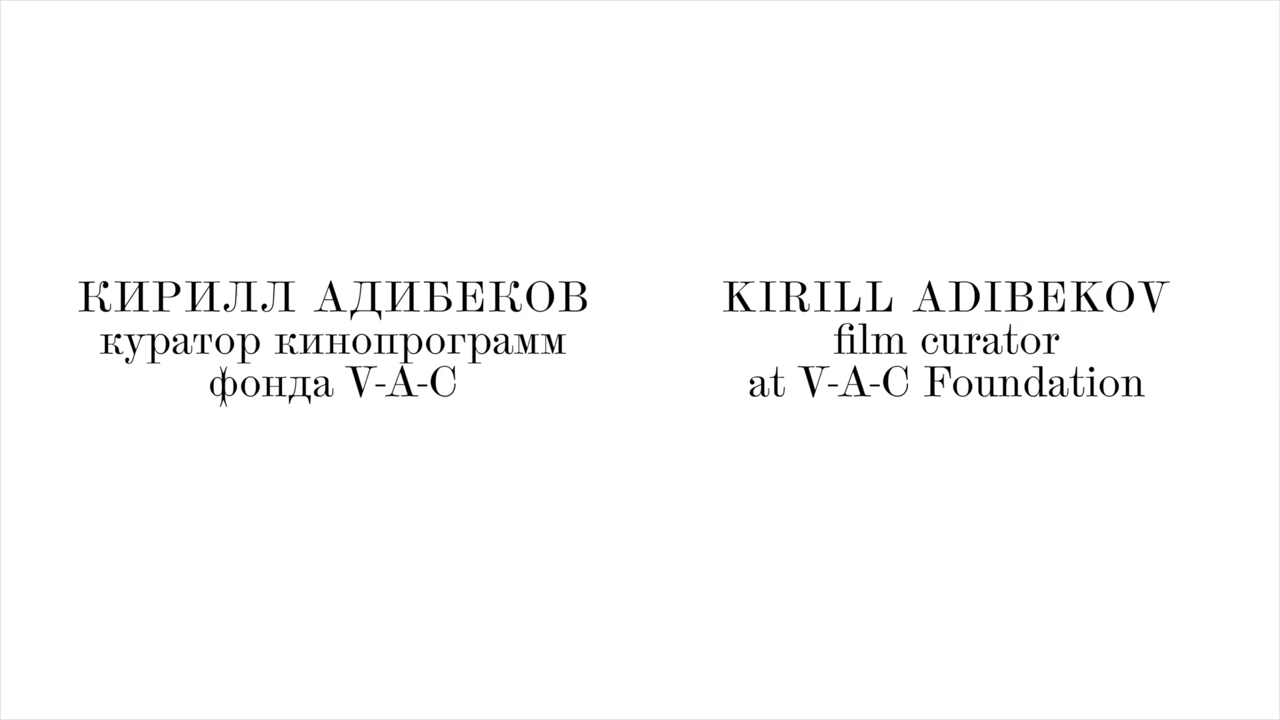 КИРИЛЛ АДИБЕКОВ
куратор кинопрограмм
фонда V-A-C
KIRILL ADIBEKOV
film curator
at V-A-C Foundation